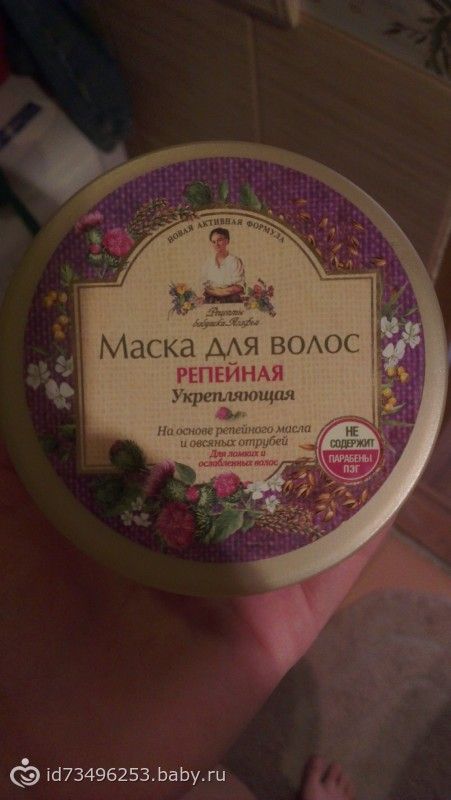 НОВАЯ АКТИВНАЯ ФОРМУЛА
Рецепты
бабушки Агафьи
МАСКА ДЛЯ ВОЛОС
РЕПЕЙНАЯ
Укрепляющая
На основе репейного масла
и овсяных отрубей
Для ломких и
ослабленных волос
НЕ
СОДЕРЖИТ
ПАРАБЕНЫ
ПЭГ
id73496253.baby.ru